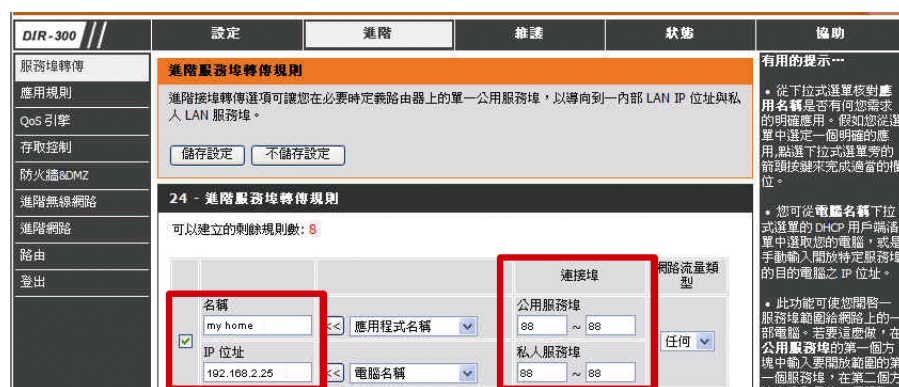 DIR-300
設定
進階
維護
狀態
協助
服務埠轉傳
應用規則
QoS 引擎
存取控制
防火牆&DMZ
進階無線網路
進階網路
路由
登出
進階服務埠轉傳規則
進階接埠轉傳選項可讓您在必要時定義路由器上的單一公用服務埠，以導向到一內部 LAN IP 位址與私
人 LAN 服務埠。
儲存設定 不儲存設定
24 - 進階服務埠轉傳規則
可以建立的剩餘規則數: 8
連接埠
網路流量類
型
名稱
my home
<< 應用程式名稱
公用服務埠
88 ~ 88
任何
IP 位址
192.168.2.25
<< 電腦名稱
私人服務埠
88 ~ 88
有用的提示…
• 從下拉式選單核對應
用名稱是否有何您需求
的明確應用。假如您從選
單中選定一個明確的應
用,點選下拉式選單旁的
箭頭按鍵來完成適當的欄
位。
• 您可從電腦名稱下拉
式選單的 DHCP 用戶端清
單中選取您的電腦，或是
手動輸入開放特定服務埠
的目的電腦之 IP 位址。
• 此功能可使您開啓一
服務埠範圍給網路上的一
部電腦。若要這麼做，在
公用服務埠的第一個方
塊中輸入要開放範圍的第
一個服務埠，在第二個方